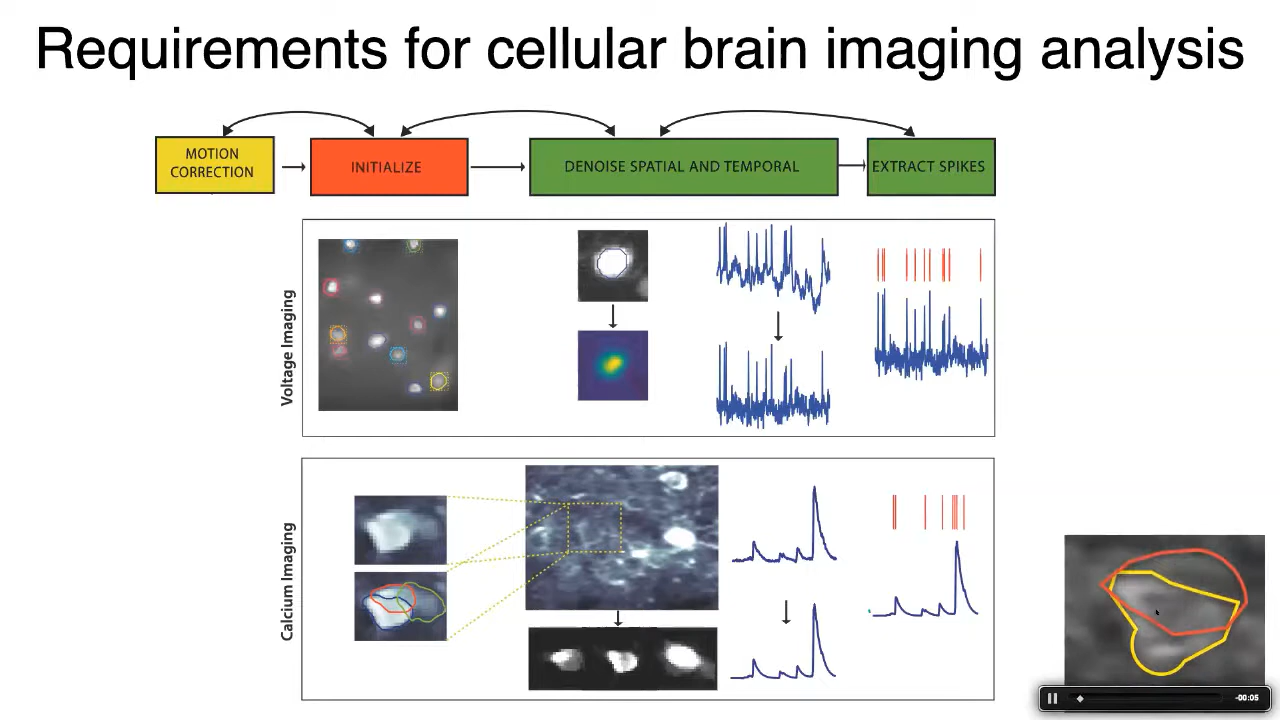 Requirements for cellular brain imaging analysis
MOTION
CORRECTION
INITIALIZE
DENOISE SPATIAL AND TEMPORAL
EXTRACT SPIKES
Voltage Imaging
Calcium Imaging
-00:05